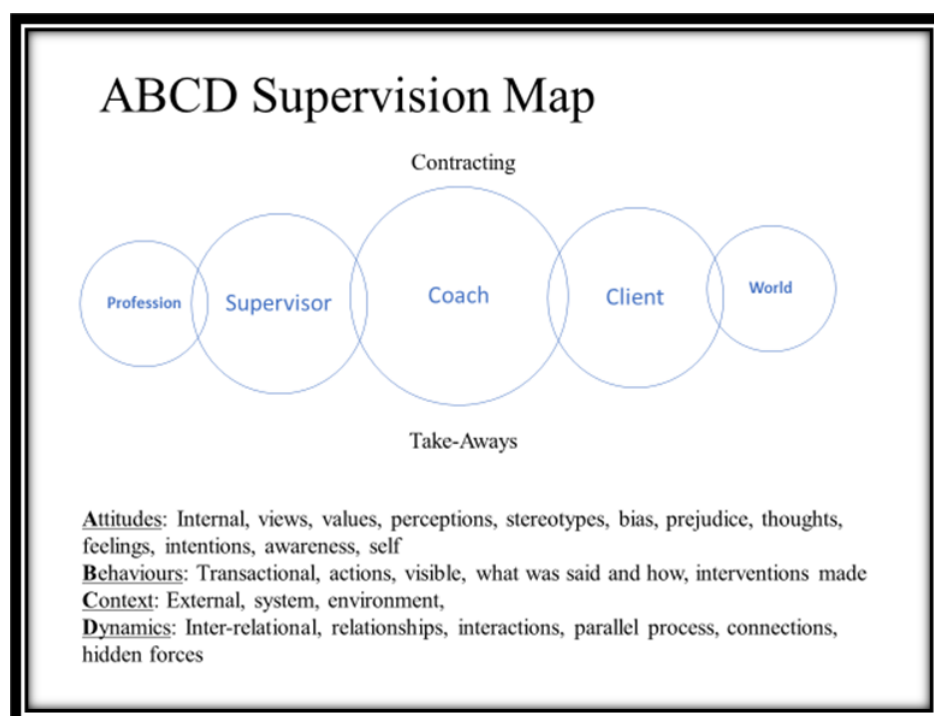 ABCD Supervision Map
Contracting
Profession
Supervisor
Coach
Client
World
Take-Aways
Attitudes: Internal, views, values, perceptions, stereotypes, bias, prejudice, thoughts,
feelings, intentions, awareness, self
Behaviours: Transactional, actions, visible, what was said and how, interventions made
Context: External, system, environment,
Dynamics: Inter-relational, relationships, interactions, parallel process, connections,
hidden forces